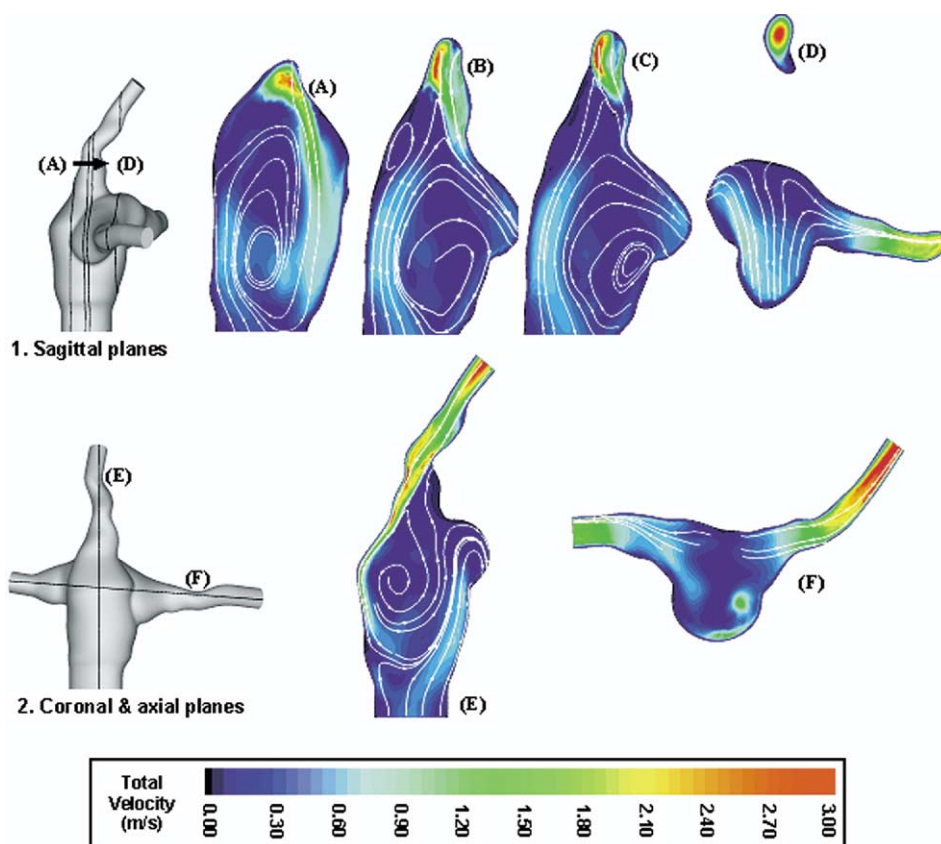 (A)
(B)
(C)
(D)
(A) (D)
1. Sagittal planes
(E)
(F)
(F)
2. Coronal & axial planes
(E)
Total
Velocity
(m/s)
0.00
0.30
0.60
0.90
1.20
1.50
1.80
2.10
2.40
2.70
3.00